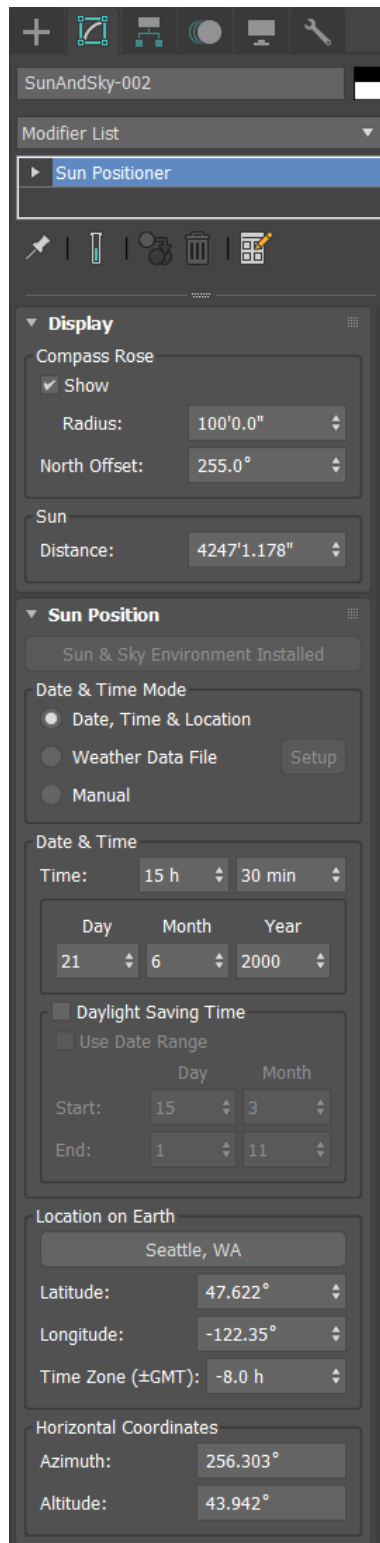 SunAndSky-002
Modifier List
Sun Positioner
Display
Compass Rose
Show
Radius: 100'0.0"
North Offset: 255.0°
Sun
Distance: 4247'1.178"
Sun Position
Sun & Sky Environment Installed
Date & Time Mode
Date, Time & Location
Weather Data File Setup
Manual
Date & Time
Time: 15 h 30 min
Day Month Year
21 6 2000
Daylight Saving Time
Use Date Range
Day Month
Start: 15 3
End: 1 11
Location on Earth
Seattle, WA
Latitude: 47.622°
Longitude: -122.35°
Time Zone (±GMT): -8.0 h
Horizontal Coordinates
Azimuth: 256.303°
Altitude: 43.942°